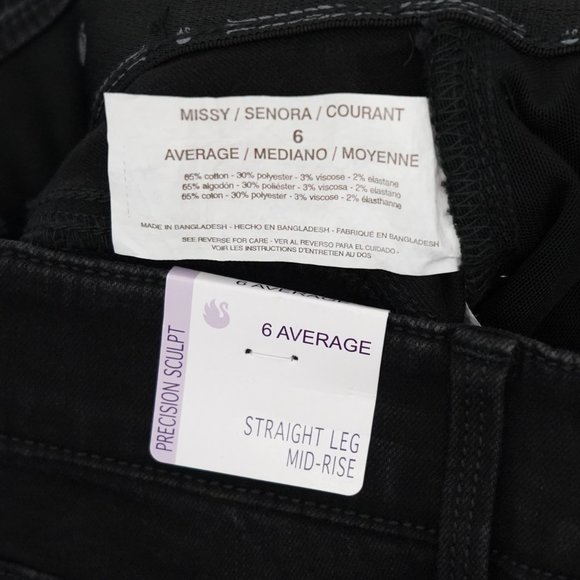 MISSY / SENORA / COURANT
6
AVERAGE / MEDIANO / MOYENNE
65% cotton - 30% polyester - 3% viscose - 2% elastane
65% algodón - 30% poliéster - 3% viscosa - 2% elastano
65% coton - 30% polyester - 3% viscose - 2% élasthanne
MADE IN BANGLADESH - HECHO EN BANGLADESH - FABRIQUÉ EN BANGLADESH
SEE REVERSE FOR CARE - VER AL REVERSO PARA EL CUIDADO -
VOIR LES INSTRUCTIONS D'ENTRETIEN AU DOS
6 AVERAGE
6 AVERAGE
PRECISION SCULPT
STRAIGHT LEG
MID-RISE